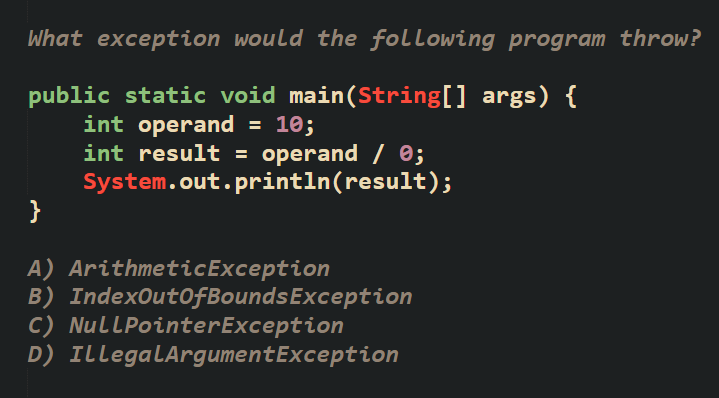 What exception would the following program throw?
public static void main(String[] args) {
    int operand = 10;
    int result = operand / 0;
    System.out.println(result);
}
A) ArithmeticException
B) IndexOutOfBoundsException
C) NullPointerException
D) IllegalArgumentException